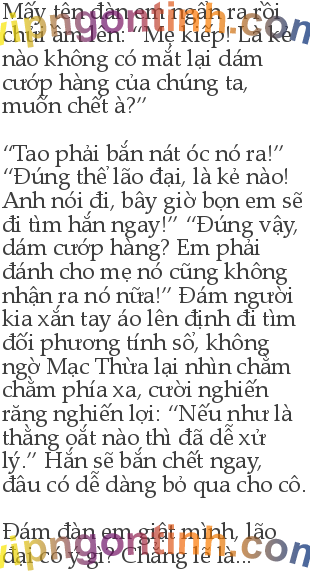 Mấy tên đàn em ngẩn ra rồi
chửi ầm lên: “Mẹ kiếp! Là kẻ
nào không có mắt lại dám
cướp hàng của chúng ta,
muốn chết à?”
“Tao phải bắn nát óc nó ra!”
“Đúng thể lão đại, là kẻ nào!
Anh nói đi, bây giờ bọn em sẽ
đi tìm hắn ngay!” “Đúng vậy,
dám cướp hàng? Em phải
đánh cho mẹ nó cũng không
nhận ra nó nữa!” Đám người
kia xắn tay áo lên định đi tìm
đối phương tính sổ, không
ngờ Mạc Thừa lại nhìn chằm
chằm phía xa, cười nghiến
răng nghiến lợi: “Nếu như là
thằng oắt nào thì đã dễ xử
lý.” Hắn sẽ bắn chết ngay,
đâu có dễ dàng bỏ qua cho cô.
Đám đàn em giật mình, lão
đại có ý gì? Chẳng lẽ là...
vipngontinh.com
vipngontinh.com